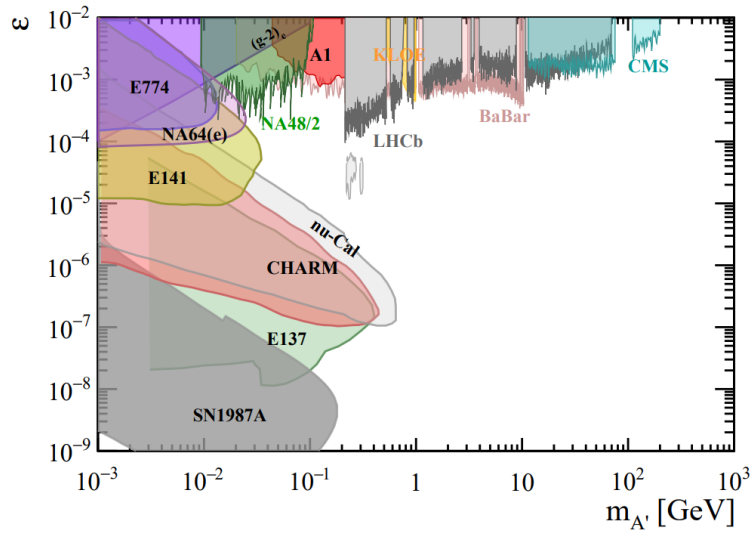 ε
10⁻²
10⁻³
10⁻⁴
10⁻⁵
10⁻⁶
10⁻⁷
10⁻⁸
10⁻⁹
(g-2)ₑ
A1
KLOE
CMS
E774
NA48/2
BaBar
NA64(e)
LHCb
E141
nu-Cal
CHARM
E137
SN1987A
10⁻³ 10⁻² 10⁻¹ 1 10 10² 10³
m_A' [GeV]